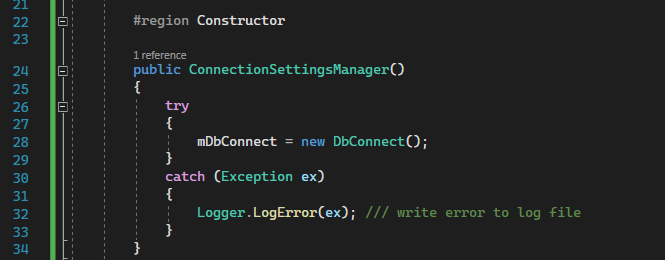 21
22 #region Constructor
23
1 reference
24 public ConnectionSettingsManager()
25 {
26 try
27 {
28 mDbConnect = new DbConnect();
29 }
30 catch (Exception ex)
31 {
32 Logger.LogError(ex); /// write error to log file
33 }
34 }